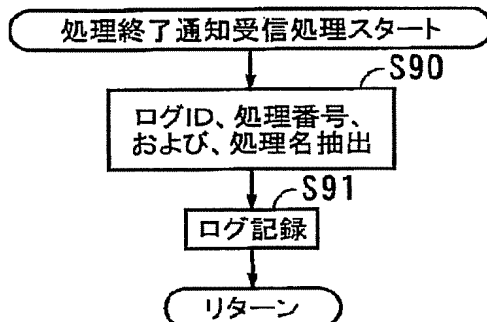 処理終了通知受信処理スタート
S90
ログID、処理番号、
および、処理名抽出
S91
ログ記録
リターン